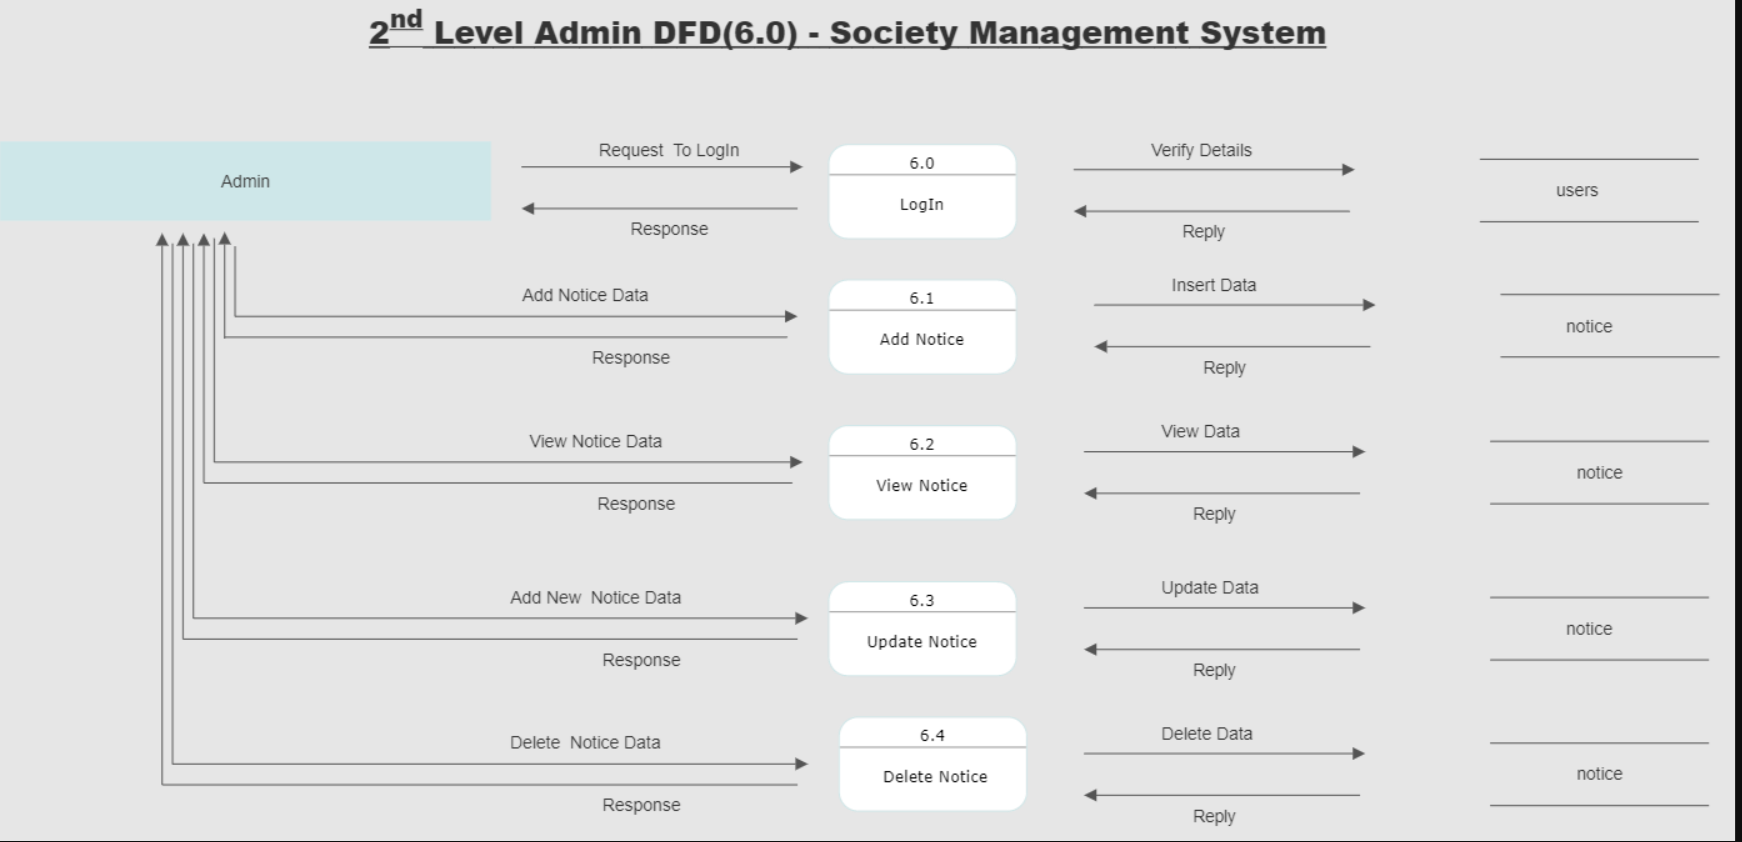 2nd Level Admin DFD(6.0) - Society Management System
Request To LogIn
6.0
Verify Details
Admin
LogIn
users
Response
Reply
Add Notice Data
6.1
Insert Data
Add Notice
notice
Response
Reply
View Notice Data
6.2
View Data
View Notice
notice
Response
Reply
Add New Notice Data
6.3
Update Data
Update Notice
notice
Response
Reply
Delete Notice Data
6.4
Delete Data
Delete Notice
notice
Response
Reply